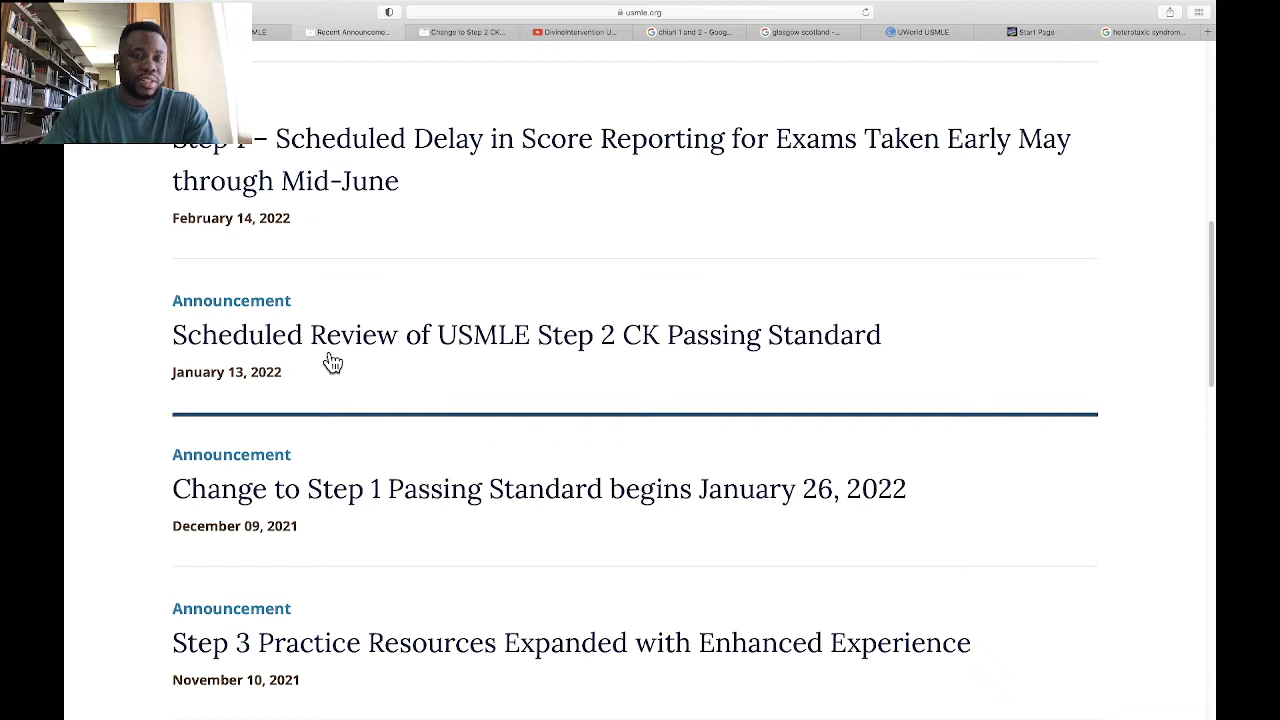 usmle.org
MLE
Recent Announceme...
Change to Step 2 CK...
DivineIntervention U...
chiari 1 and 2 - Goog...
glasgow scotland -...
UWorld USMLE
Start Page
heterotaxic syndrom...
Step 1 – Scheduled Delay in Score Reporting for Exams Taken Early May
through Mid-June
February 14, 2022
Announcement
Scheduled Review of USMLE Step 2 CK Passing Standard
January 13, 2022
Announcement
Change to Step 1 Passing Standard begins January 26, 2022
December 09, 2021
Announcement
Step 3 Practice Resources Expanded with Enhanced Experience
November 10, 2021